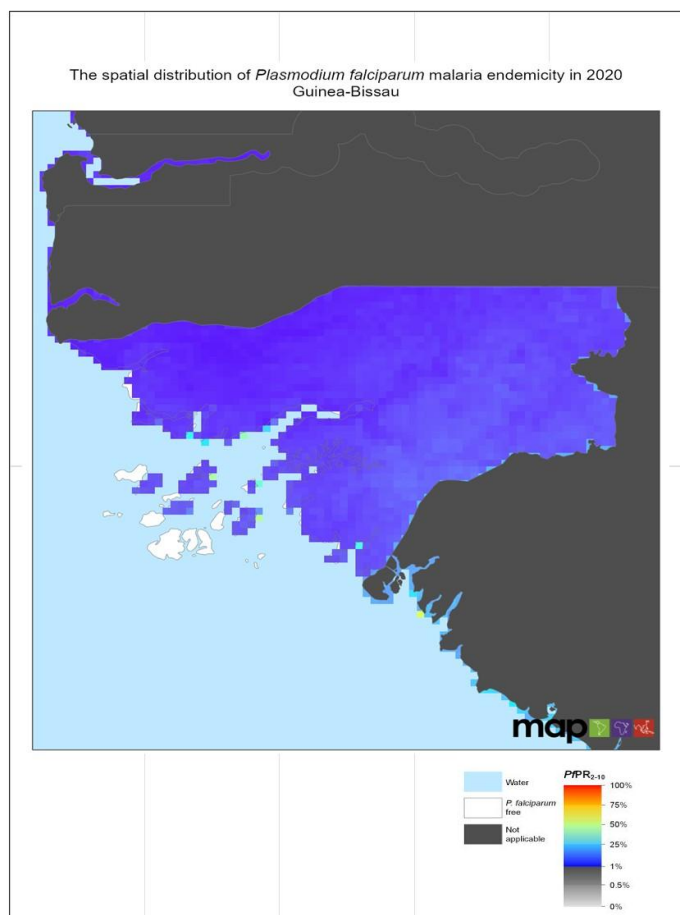 The spatial distribution of Plasmodium falciparum malaria endemicity in 2020
Guinea-Bissau
map
Water
P. falciparum
free
Not
applicable
PfPR2-10
100%
75%
50%
25%
1%
0.5%
0%